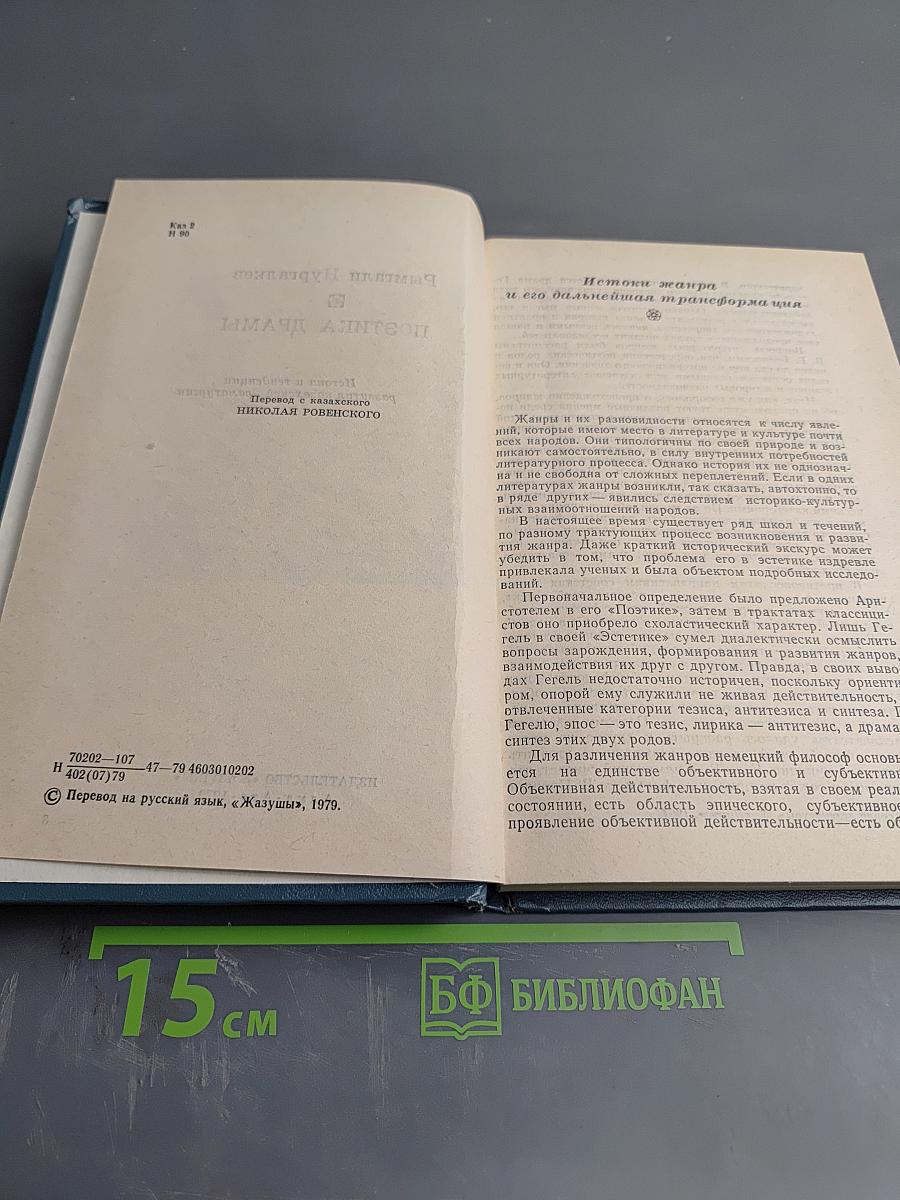 Каз 2
Н 90
Перевод с казахского
НИКОЛАЯ РОВЕНСКОГО
Н 70202—107
402(07)79
—47—79 4603010202
© Перевод на русский язык, «Жазушы», 1979.
Истоки жанра
и его дальнейшая трансформация
Жанры и их разновидности относятся к числу явле-
ний, которые имеют место в литературе и культуре почти
всех народов. Они типологичны по своей природе и воз-
никают самостоятельно, в силу внутренних потребностей
литературного процесса. Однако история их не однознач-
на и не свободна от сложных переплетений. Если в одних
литературах жанры возникли, так сказать, автохтонно, то
в ряде других — явились следствием историко-культур-
ных взаимоотношений народов.
В настоящее время существует ряд школ и течений,
по разному трактующих процесс возникновения и разви-
тия жанра. Даже краткий исторический экскурс может
убедить в том, что проблема его в эстетике издревле
привлекала ученых и была объектом подробных исследо-
ваний.
Первоначальное определение было предложено Ари-
стотелем в его «Поэтике», затем в трактатах классици-
стов оно приобрело схоластический характер. Лишь Ге-
гель в своей «Эстетике» сумел диалектически осмыслить
вопросы зарождения, формирования и развития жанров,
взаимодействия их друг с другом. Правда, в своих выво-
дах Гегель недостаточно историчен, поскольку ориенти
ром, опорой ему служили не живая действительность,
отвлеченные категории тезиса, антитезиса и синтеза. П
Гегелю, эпос — это тезис, лирика — антитезис, а драма
синтез этих двух родов.
Для различения жанров немецкий философ основы
ется на единстве объективного и субъектив
Объективная действительность, взятая в своем реал
состоянии, есть область эпического, субъективное
проявление объективной действительности—есть об
15 см
БФ БИБЛИОФАН